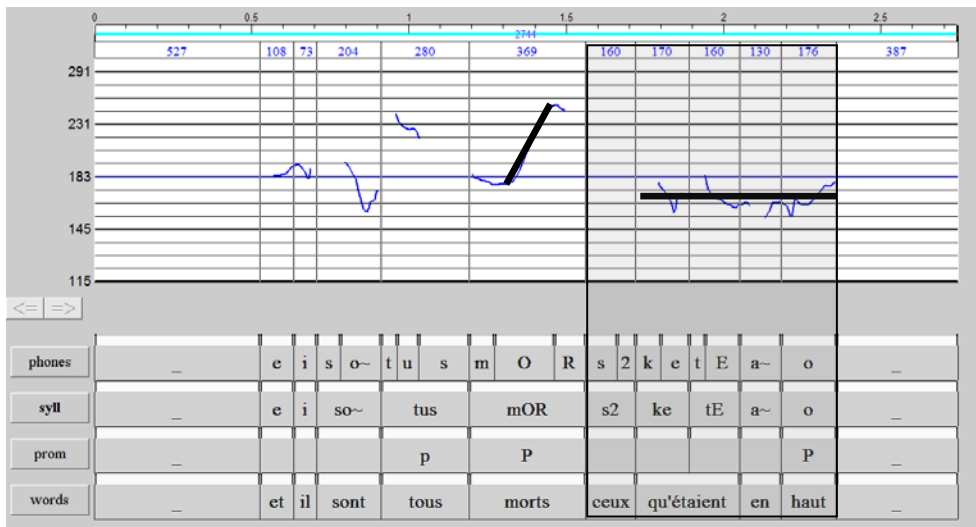 0 0.5 1 1.5 2 2.5
2744
527 108 73 204 280 369 160 170 160 130 176 387
291
231
183
145
115
<= =>
phones _ e i s o~ t u s m O R s 2 k e t E a~ o _
syll _ e i so~ tus mOR s2 ke tE a~ o _
prom _ p P P _
words _ et il sont tous morts ceux qu'étaient en haut _